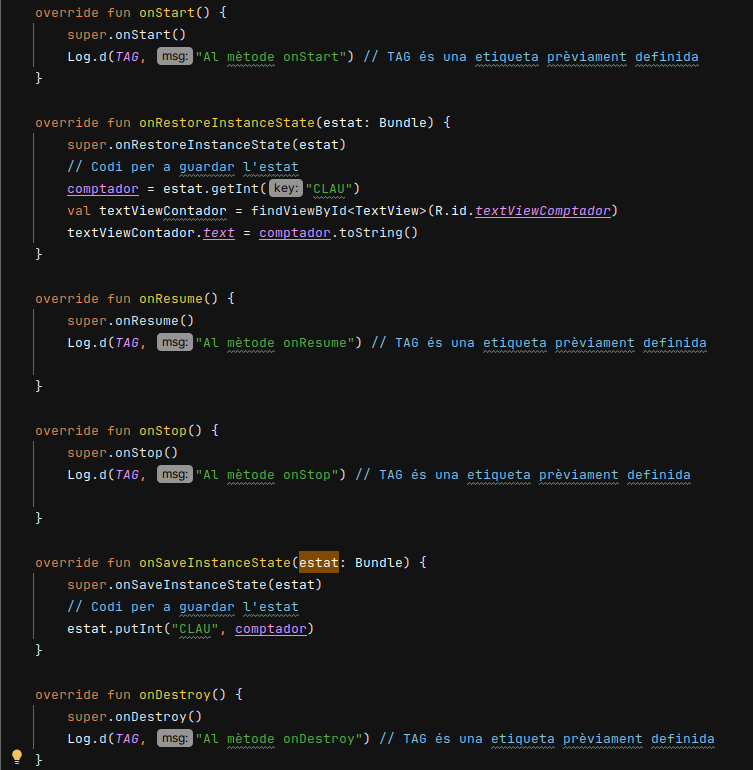 override fun onStart() {
super.onStart()
Log.d(TAG, msg: "Al mètode onStart") // TAG és una etiqueta prèviament definida
}
override fun onRestoreInstanceState(estat: Bundle) {
super.onRestoreInstanceState(estat)
// Codi per a guardar l'estat
comptador = estat.getInt( key: "CLAU")
val textViewContador = findViewById<TextView>(R.id.textViewComptador)
textViewContador.text = comptador.toString()
}
override fun onResume() {
super.onResume()
Log.d(TAG, msg: "Al mètode onResume") // TAG és una etiqueta prèviament definida
}
override fun onStop() {
super.onStop()
Log.d(TAG, msg: "Al mètode onStop") // TAG és una etiqueta prèviament definida
}
override fun onSaveInstanceState(estat: Bundle) {
super.onSaveInstanceState(estat)
// Codi per a guardar l'estat
estat.putInt("CLAU", comptador)
}
override fun onDestroy() {
super.onDestroy()
Log.d(TAG, msg: "Al mètode onDestroy") // TAG és una etiqueta prèviament definida
}